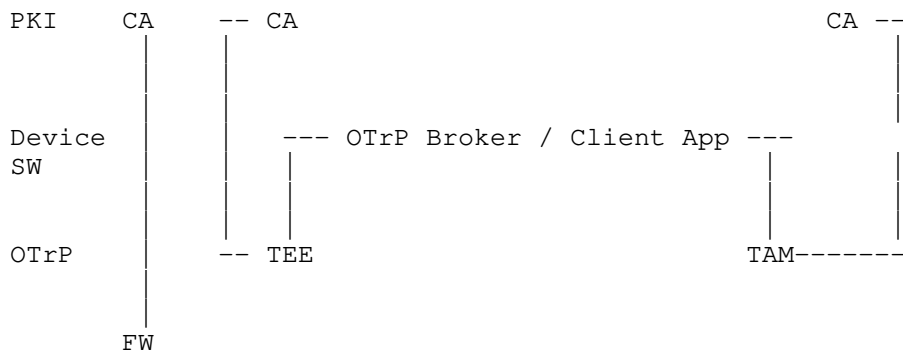 PKI CA -- CA CA --
Device --- OTrP Broker / Client App ---
SW
OTrP -- TEE TAM-------
FW